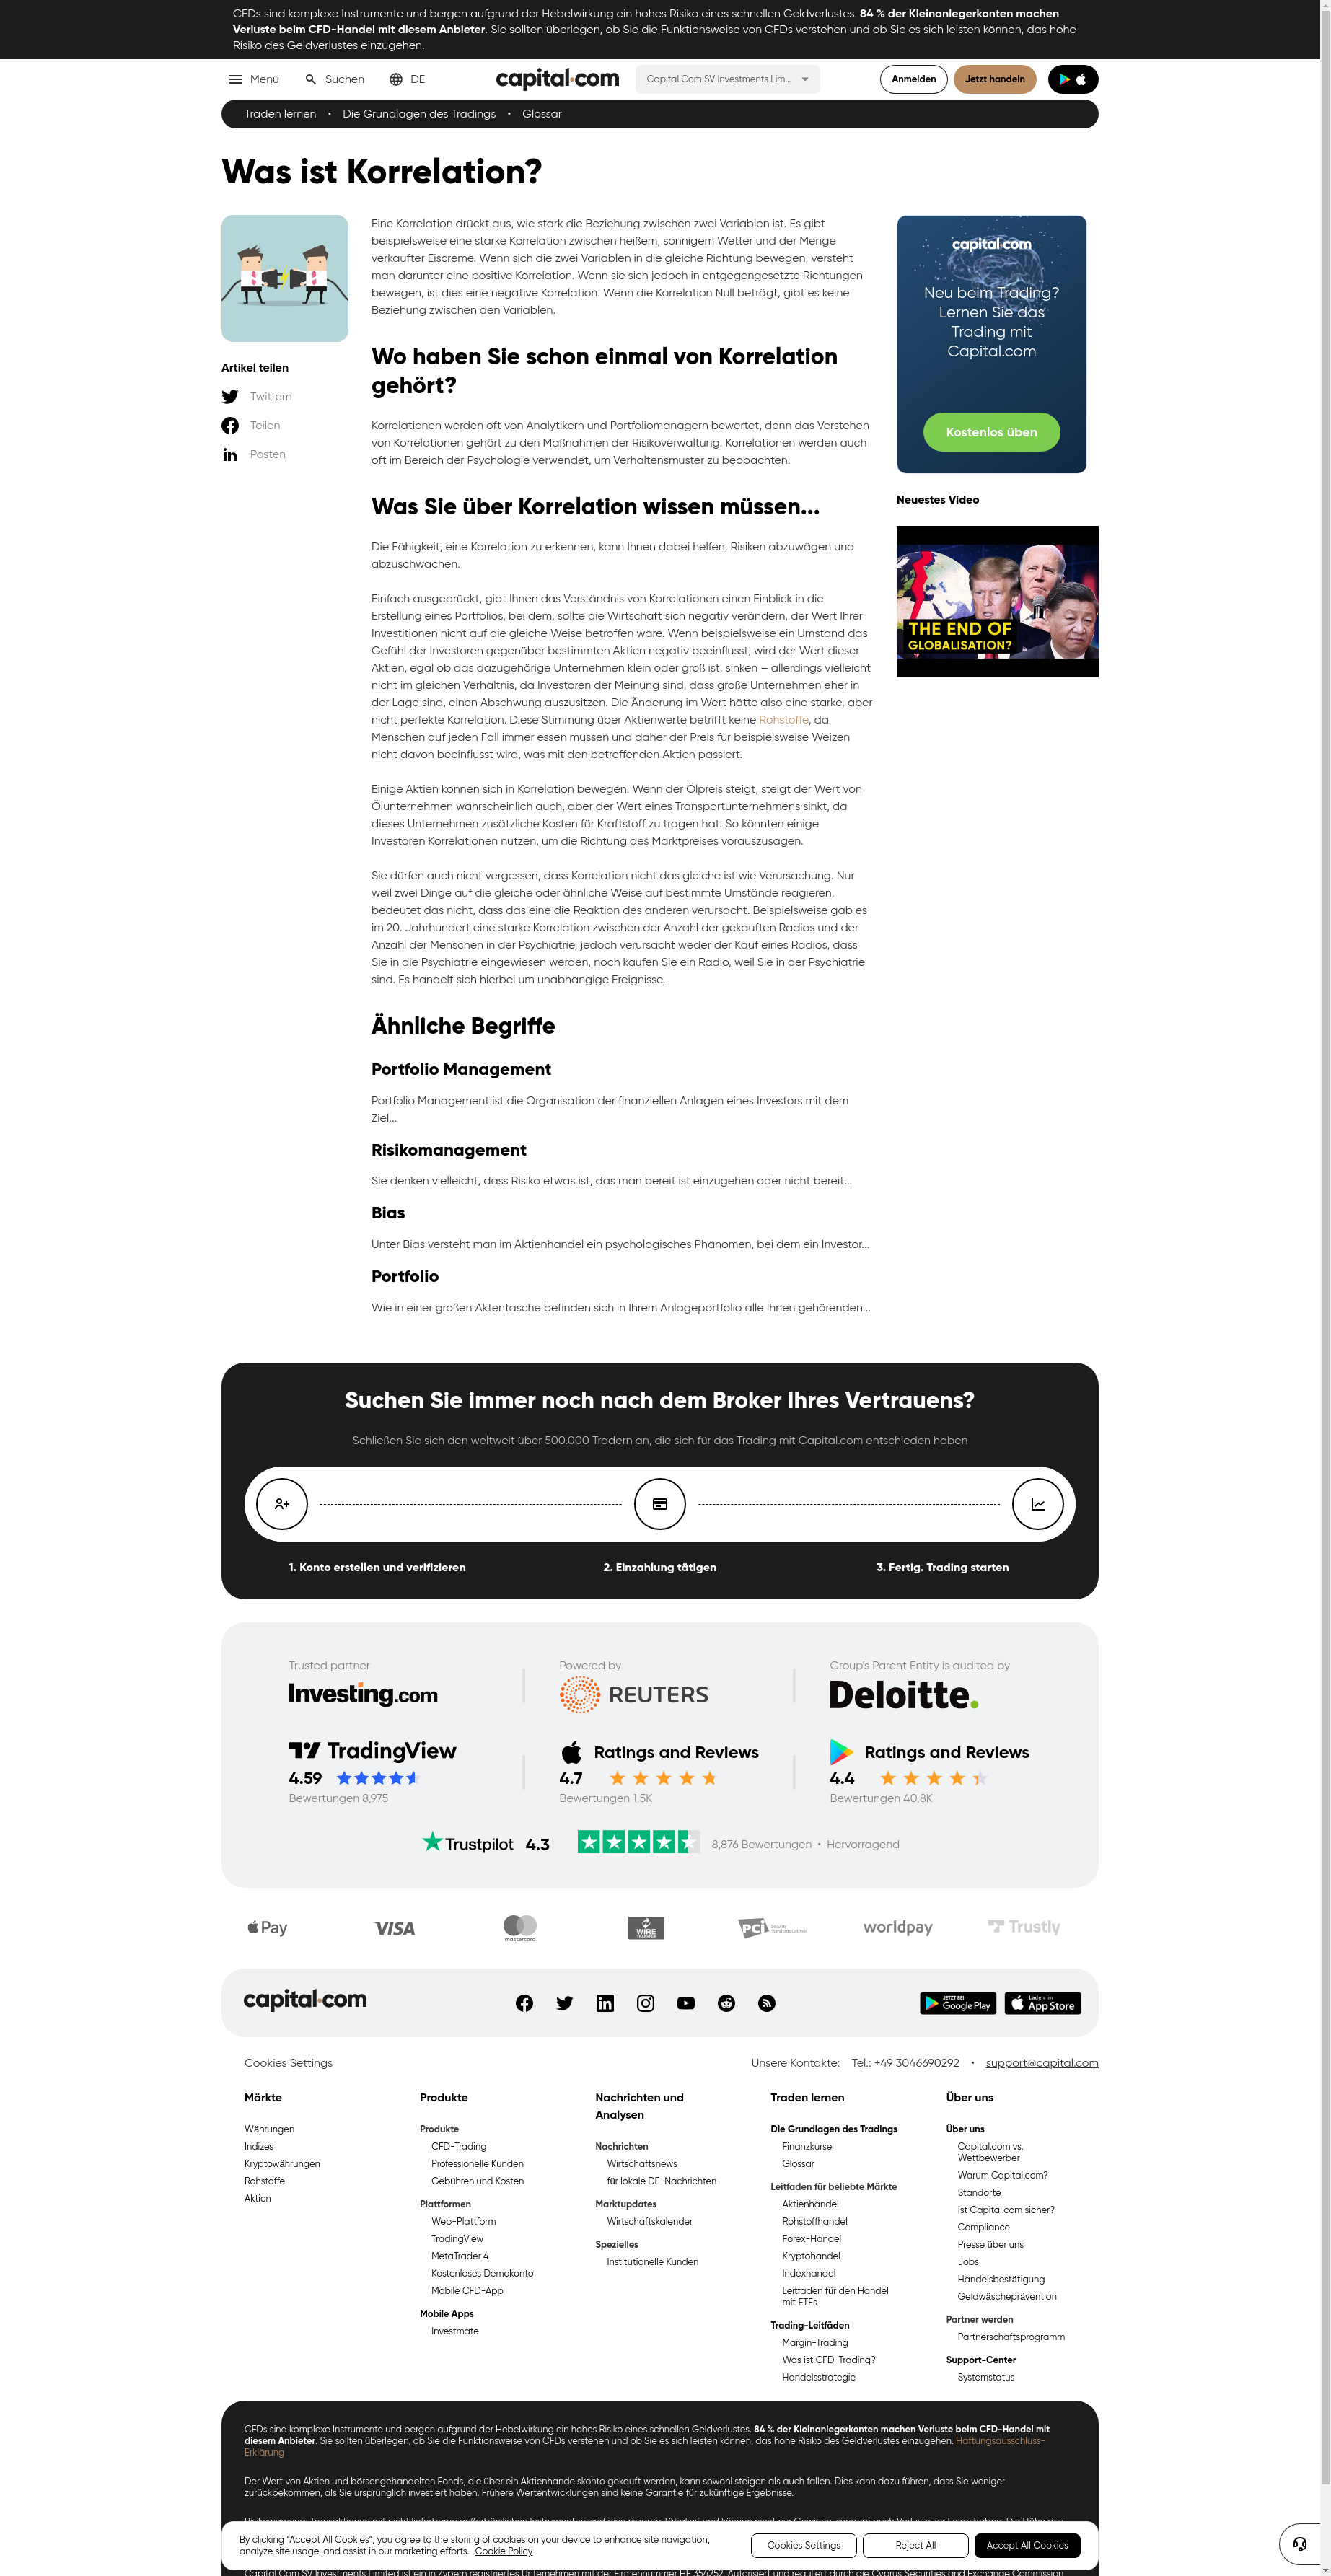 CFDs sind komplexe Instrumente und bergen aufgrund der Hebelwirkung ein hohes Risiko eines schnellen Geldverlustes. 84 % der Kleinanlegerkonten machen
Verluste beim CFD-Handel mit diesem Anbieter. Sie sollten überlegen, ob Sie die Funktionsweise von CFDs verstehen und ob Sie es sich leisten können, das hohe
Risiko des Geldverlustes einzugehen.
Menü Suchen DE capital.com Capital Com SV Investments Lim... Anmelden Jetzt handeln
Traden lernen • Die Grundlagen des Tradings • Glossar
Was ist Korrelation?
Artikel teilen
Twittern
Teilen
Posten
Eine Korrelation drückt aus, wie stark die Beziehung zwischen zwei Variablen ist. Es gibt
beispielsweise eine starke Korrelation zwischen heißem, sonnigem Wetter und der Menge
verkaufter Eiscreme. Wenn sich die zwei Variablen in die gleiche Richtung bewegen, versteht
man darunter eine positive Korrelation. Wenn sie sich jedoch in entgegengesetzte Richtungen
bewegen, ist dies eine negative Korrelation. Wenn die Korrelation Null beträgt, gibt es keine
Beziehung zwischen den Variablen.
Wo haben Sie schon einmal von Korrelation
gehört?
Korrelationen werden oft von Analytikern und Portfoliomanagern bewertet, denn das Verstehen
von Korrelationen gehört zu den Maßnahmen der Risikoverwaltung. Korrelationen werden auch
oft im Bereich der Psychologie verwendet, um Verhaltensmuster zu beobachten.
Was Sie über Korrelation wissen müssen...
Die Fähigkeit, eine Korrelation zu erkennen, kann Ihnen dabei helfen, Risiken abzuwägen und
abzuschwächen.
Einfach ausgedrückt, gibt Ihnen das Verständnis von Korrelationen einen Einblick in die
Erstellung eines Portfolios, bei dem, sollte die Wirtschaft sich negativ verändern, der Wert Ihrer
Investitionen nicht auf die gleiche Weise betroffen wäre. Wenn beispielsweise ein Umstand das
Gefühl der Investoren gegenüber bestimmten Aktien negativ beeinflusst, wird der Wert dieser
Aktien, egal ob das dazugehörige Unternehmen klein oder groß ist, sinken – allerdings vielleicht
nicht im gleichen Verhältnis, da Investoren der Meinung sind, dass große Unternehmen eher in
der Lage sind, einen Abschwung auszusitzen. Die Änderung im Wert hätte also eine starke, aber
nicht perfekte Korrelation. Diese Stimmung über Aktienwerte betrifft keine Rohstoffe, da
Menschen auf jeden Fall immer essen müssen und daher der Preis für beispielsweise Weizen
nicht davon beeinflusst wird, was mit den betreffenden Aktien passiert.
Einige Aktien können sich in Korrelation bewegen. Wenn der Ölpreis steigt, steigt der Wert von
Ölunternehmen wahrscheinlich auch, aber der Wert eines Transportunternehmens sinkt, da
dieses Unternehmen zusätzliche Kosten für Kraftstoff zu tragen hat. So könnten einige
Investoren Korrelationen nutzen, um die Richtung des Marktpreises vorauszusagen.
Sie dürfen auch nicht vergessen, dass Korrelation nicht das gleiche ist wie Verursachung. Nur
weil zwei Dinge auf die gleiche oder ähnliche Weise auf bestimmte Umstände reagieren,
bedeutet das nicht, dass das eine die Reaktion des anderen verursacht. Beispielsweise gab es
im 20. Jahrhundert eine starke Korrelation zwischen der Anzahl der gekauften Radios und der
Anzahl der Menschen in der Psychiatrie, jedoch verursacht weder der Kauf eines Radios, dass
Sie in die Psychiatrie eingewiesen werden, noch kaufen Sie ein Radio, weil Sie in der Psychiatrie
sind. Es handelt sich hierbei um unabhängige Ereignisse.
Ähnliche Begriffe
Portfolio Management
Portfolio Management ist die Organisation der finanziellen Anlagen eines Investors mit dem
Ziel...
Risikomanagement
Sie denken vielleicht, dass Risiko etwas ist, das man bereit ist einzugehen oder nicht bereit...
Bias
Unter Bias versteht man im Aktienhandel ein psychologisches Phänomen, bei dem ein Investor...
Portfolio
Wie in einer großen Aktentasche befinden sich in Ihrem Anlageportfolio alle Ihnen gehörenden...
capital.com
Neu beim Trading?
Lernen Sie das
Trading mit
Capital.com
Kostenlos üben
Neuestes Video
THE END OF
GLOBALISATION?
Suchen Sie immer noch nach dem Broker Ihres Vertrauens?
Schließen Sie sich den weltweit über 500.000 Tradern an, die sich für das Trading mit Capital.com entschieden haben
1. Konto erstellen und verifizieren 2. Einzahlung tätigen 3. Fertig. Trading starten
Trusted partner Powered by Group's Parent Entity is audited by
Investing.com REUTERS Deloitte.
TradingView Ratings and Reviews Ratings and Reviews
4.59 4.7 4.4
Bewertungen 8,975 Bewertungen 1,5K Bewertungen 40,8K
Trustpilot 4.3 8,876 Bewertungen • Hervorragend
Pay VISA mastercard WIRE TRANSFER PCI Security Standards Council worldpay Trustly
capital.com JETZT BEI Google Play Laden im App Store
Cookies Settings Unsere Kontakte: Tel.: +49 3046690292 • support@capital.com
Märkte
Währungen
Indizes
Kryptowährungen
Rohstoffe
Aktien
Produkte
Produkte
CFD-Trading
Professionelle Kunden
Gebühren und Kosten
Plattformen
Web-Plattform
TradingView
MetaTrader 4
Kostenloses Demokonto
Mobile CFD-App
Mobile Apps
Investmate
Nachrichten und
Analysen
Nachrichten
Wirtschaftsnews
für lokale DE-Nachrichten
Marktupdates
Wirtschaftskalender
Spezielles
Institutionelle Kunden
Traden lernen
Die Grundlagen des Tradings
Finanzkurse
Glossar
Leitfaden für beliebte Märkte
Aktienhandel
Rohstoffhandel
Forex-Handel
Kryptohandel
Indexhandel
Leitfaden für den Handel
mit ETFs
Trading-Leitfäden
Margin-Trading
Was ist CFD-Trading?
Handelsstrategie
Über uns
Über uns
Capital.com vs.
Wettbewerber
Warum Capital.com?
Standorte
Ist Capital.com sicher?
Compliance
Presse über uns
Jobs
Handelsbestätigung
Geldwäscheprävention
Partner werden
Partnerschaftsprogramm
Support-Center
Systemstatus
CFDs sind komplexe Instrumente und bergen aufgrund der Hebelwirkung ein hohes Risiko eines schnellen Geldverlustes. 84 % der Kleinanlegerkonten machen Verluste beim CFD-Handel mit
diesem Anbieter. Sie sollten überlegen, ob Sie die Funktionsweise von CFDs verstehen und ob Sie es sich leisten können, das hohe Risiko des Geldverlustes einzugehen. Haftungsausschluss-
Erklärung
Der Wert von Aktien und börsengehandelten Fonds, die über ein Aktienhandelskonto gekauft werden, kann sowohl steigen als auch fallen. Dies kann dazu führen, dass Sie weniger
zurückbekommen, als Sie ursprünglich investiert haben. Frühere Wertentwicklungen sind keine Garantie für zukünftige Ergebnisse.
By clicking "Accept All Cookies", you agree to the storing of cookies on your device to enhance site navigation,
analyze site usage, and assist in our marketing efforts. Cookie Policy
Cookies Settings Reject All Accept All Cookies
Capital Com SV Investments Limited ist ein in Zypern registriertes Unternehmen mit der Firmennummer HE 354252. Autorisiert und reguliert durch die Cyprus Securities and Exchange Commission